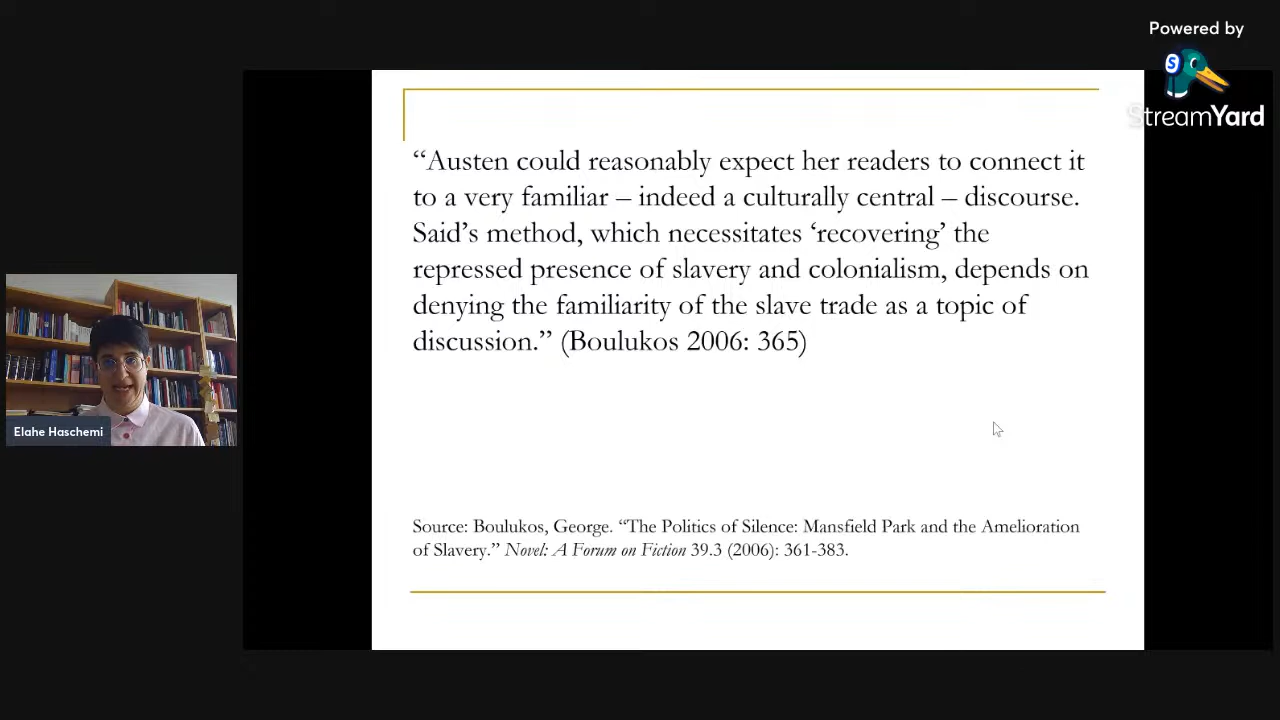 Powered by
StreamYard
“Austen could reasonably expect her readers to connect it
to a very familiar – indeed a culturally central – discourse.
Said’s method, which necessitates ‘recovering’ the
repressed presence of slavery and colonialism, depends on
denying the familiarity of the slave trade as a topic of
discussion.” (Boulukos 2006: 365)
Elahe Haschemi
Source: Boulukos, George. “The Politics of Silence: Mansfield Park and the Amelioration
of Slavery.” Novel: A Forum on Fiction 39.3 (2006): 361-383.